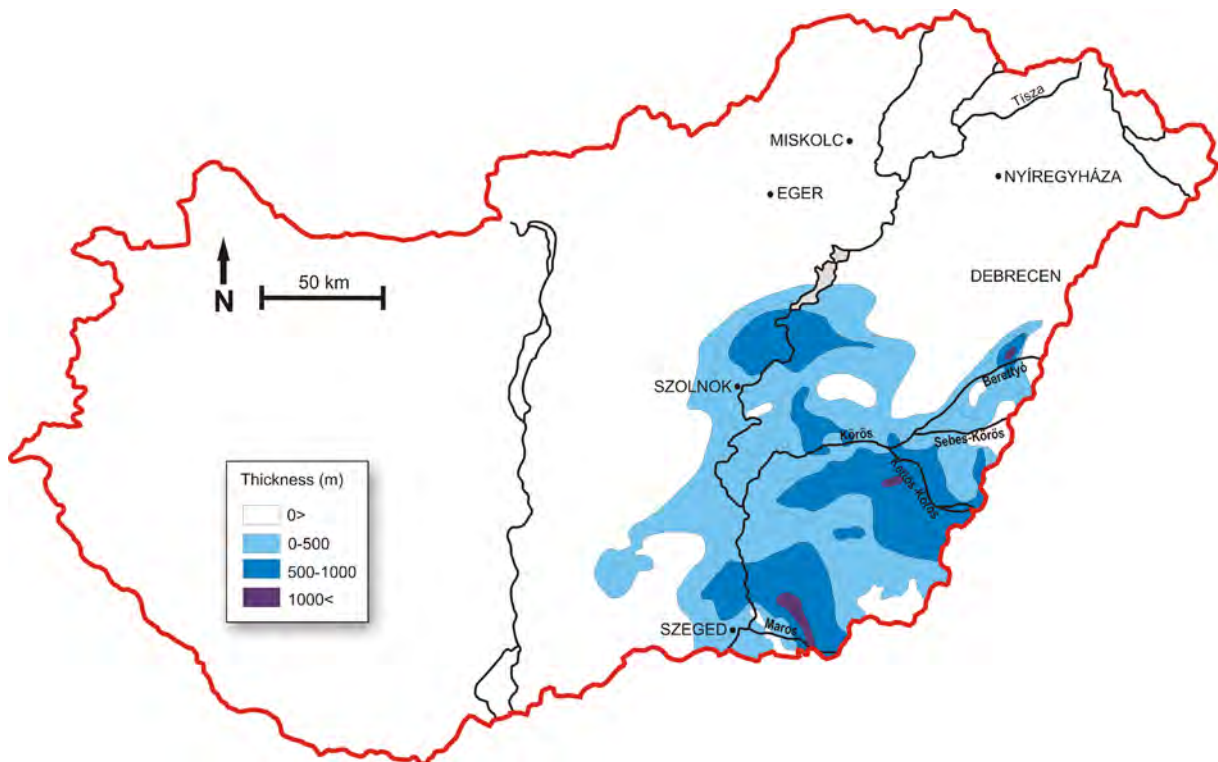 Tisza
MISKOLC
NYÍREGYHÁZA
EGER
N
50 km
DEBRECEN
Berettyó
SZOLNOK
Körös
Sebes-Körös
Kettös-Körös
Thickness (m)
0>
0-500
500-1000
1000<
SZEGED
Maros